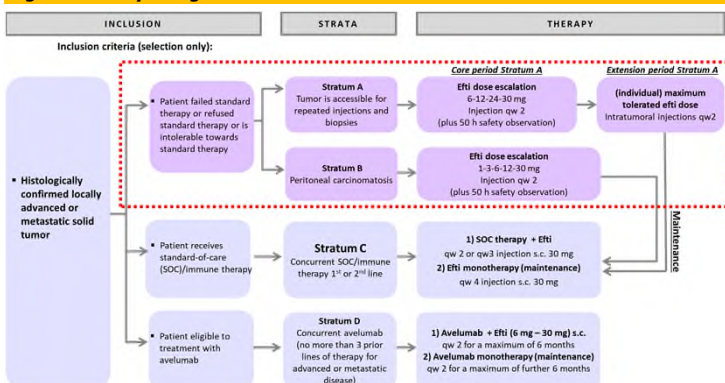 INCLUSION
STRATA
THERAPY
Inclusion criteria (selection only):
▪ Histologically
confirmed locally
advanced or
metastatic solid
tumor
▪ Patient failed standard
therapy or refused
standard therapy or is
intolerable towards
standard therapy
Stratum A
Tumor is accessible for
repeated injections and
biopsies
Core period Stratum A
Efti dose escalation
6-12-24-30 mg
Injection qw 2
(plus 50 h safety observation)
Extension period Stratum A
(individual) maximum
tolerated efti dose
Intratumoral injections qw2
Stratum B
Peritoneal carcinomatosis
Efti dose escalation
1-3-6-12-30-mg
Injection qw 2
(plus 50 h safety observation)
Maintenance
▪ Patient receives
standard-of-care
(SOC)/immune therapy
Stratum C
Concurrent SOC/immune
therapy 1st or 2nd line
1) SOC therapy + Efti
qw 2 or qw3 injection s.c. 30 mg
2) Efti monotherapy (maintenance)
qw 4 injection s.c. 30 mg
▪ Patient eligible to
treatment with
avelumab
Stratum D
Concurrent avelumab
(no more than 3 prior
lines of therapy for
advanced or metastatic
disease)
1) Avelumab + Efti (6 mg – 30 mg) s.c.
qw 2 for a maximum of 6 months
2) Avelumab monotherapy (maintenance)
qw 2 for a maximum of further 6 months